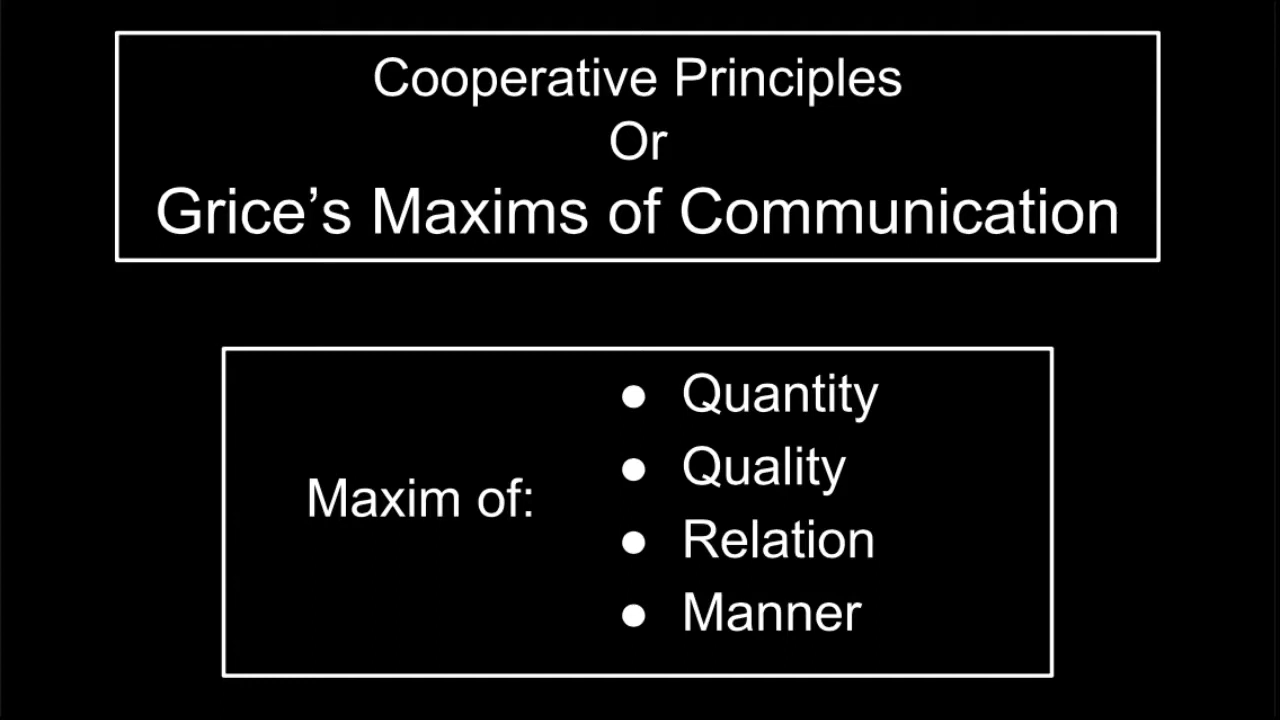 Cooperative Principles
Or
Grice’s Maxims of Communication
Maxim of:
● Quantity
● Quality
● Relation
● Manner